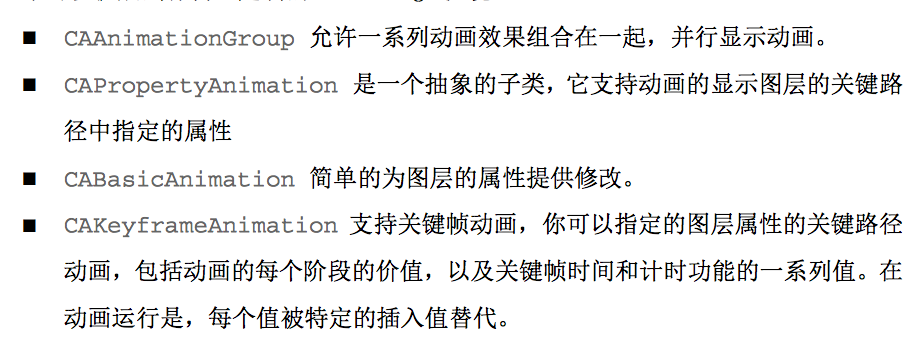 ■ CAAnimationGroup 允许一系列动画效果组合在一起，并行显示动画。
■ CAPropertyAnimation 是一个抽象的子类，它支持动画的显示图层的关键路
径中指定的属性
■ CABasicAnimation 简单的为图层的属性提供修改。
■ CAKeyframeAnimation 支持关键帧动画，你可以指定的图层属性的关键路径
动画，包括动画的每个阶段的价值，以及关键帧时间和计时功能的一系列值。在
动画运行是，每个值被特定的插入值替代。